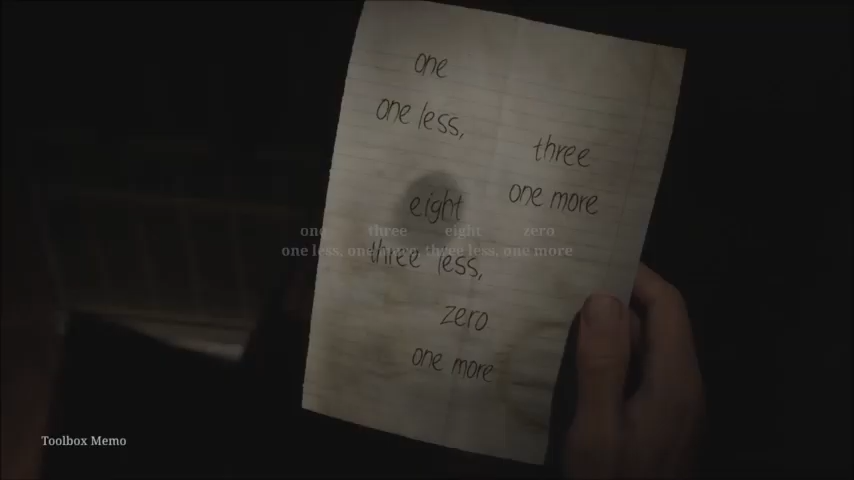 one
one less,
three
one more
eight
three less,
zero
one more
one three eight zero
one less, one more, three less, one more
Toolbox Memo